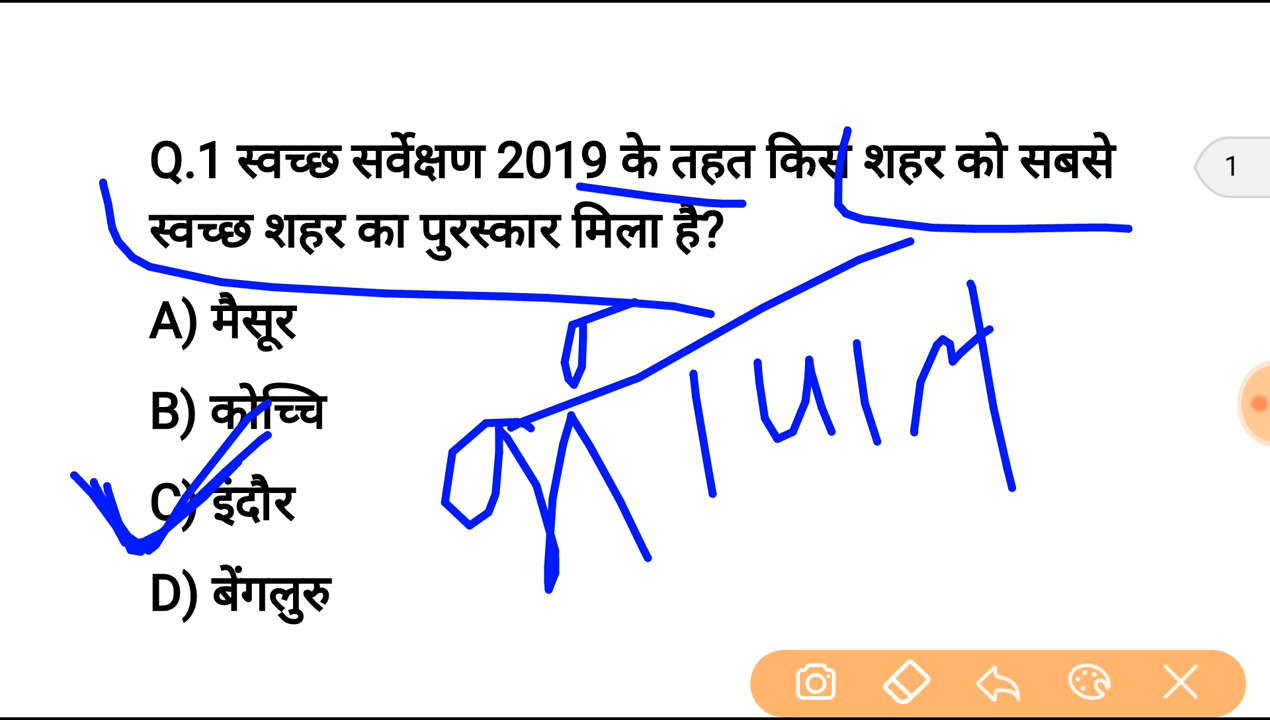 Q.1 स्वच्छ सर्वेक्षण 2019 के तहत किस शहर को सबसे
स्वच्छ शहर का पुरस्कार मिला है?
A) मैसूर
B) कोच्चि
C) इंदौर
D) बेंगलुरु
1